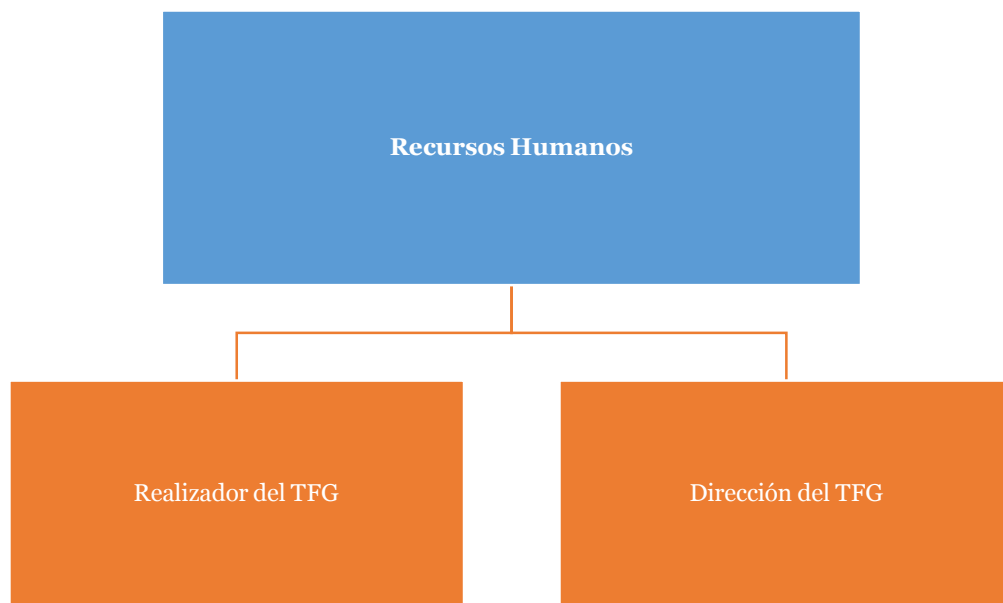 Recursos Humanos
Realizador del TFG
Dirección del TFG